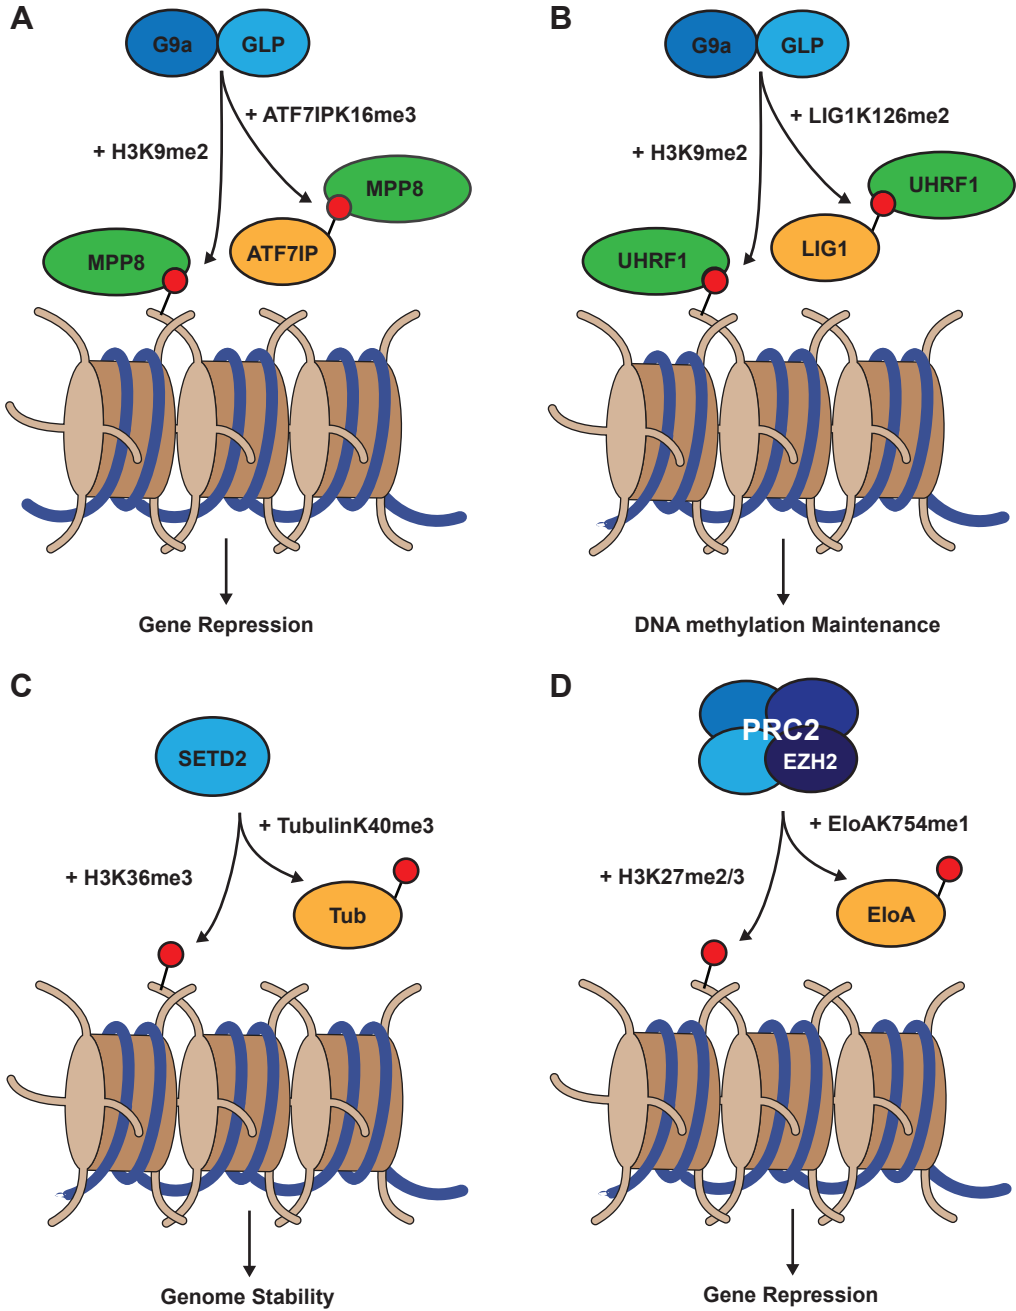 A
G9a GLP
+ ATF7IPK16me3
+ H3K9me2
MPP8
ATF7IP
MPP8
Gene Repression
B
G9a GLP
+ LIG1K126me2
+ H3K9me2
UHRF1
LIG1
UHRF1
DNA methylation Maintenance
C
SETD2
+ TubulinK40me3
+ H3K36me3
Tub
Genome Stability
D
PRC2
EZH2
+ EloAK754me1
+ H3K27me2/3
EloA
Gene Repression